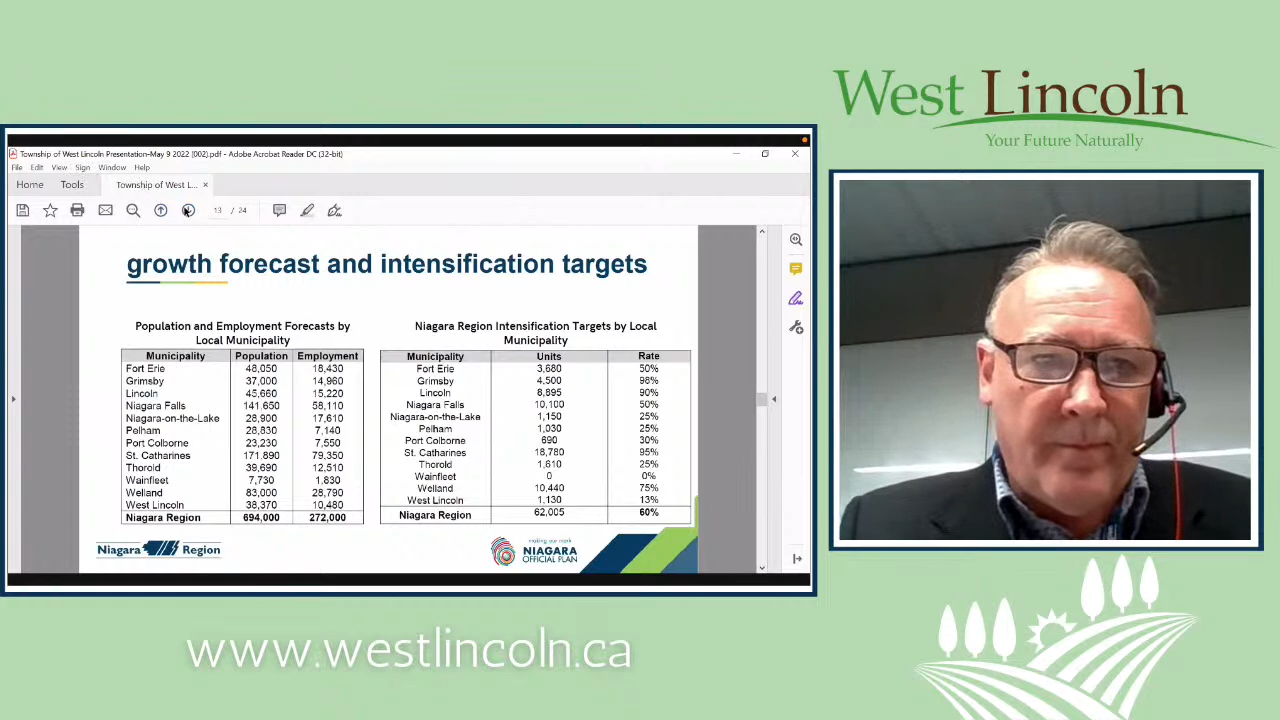 West Lincoln
Your Future Naturally
Township of West Lincoln Presentation-May 9 2022 (002).pdf - Adobe Acrobat Reader DC (32-bit)
File Edit View Sign Window Help
Home Tools Township of West L... ×
13 / 24
growth forecast and intensification targets
Population and Employment Forecasts by
Local Municipality
Municipality Population Employment
Fort Erie 48,050 18,430
Grimsby 37,000 14,960
Lincoln 45,660 15,220
Niagara Falls 141,650 58,110
Niagara-on-the-Lake 28,900 17,610
Pelham 28,830 7,140
Port Colborne 23,230 7,550
St. Catharines 171,890 79,350
Thorold 39,690 12,510
Wainfleet 7,730 1,830
Welland 83,000 28,790
West Lincoln 38,370 10,480
Niagara Region 694,000 272,000
Niagara Region Intensification Targets by Local
Municipality
Municipality Units Rate
Fort Erie 3,680 50%
Grimsby 4,500 98%
Lincoln 8,895 90%
Niagara Falls 10,100 50%
Niagara-on-the-Lake 1,150 25%
Pelham 1,030 25%
Port Colborne 690 30%
St. Catharines 18,780 95%
Thorold 1,610 25%
Wainfleet 0 0%
Welland 10,440 75%
West Lincoln 1,130 13%
Niagara Region 62,005 60%
Niagara Region
making our mark
NIAGARA
OFFICIAL PLAN
www.westlincoln.ca